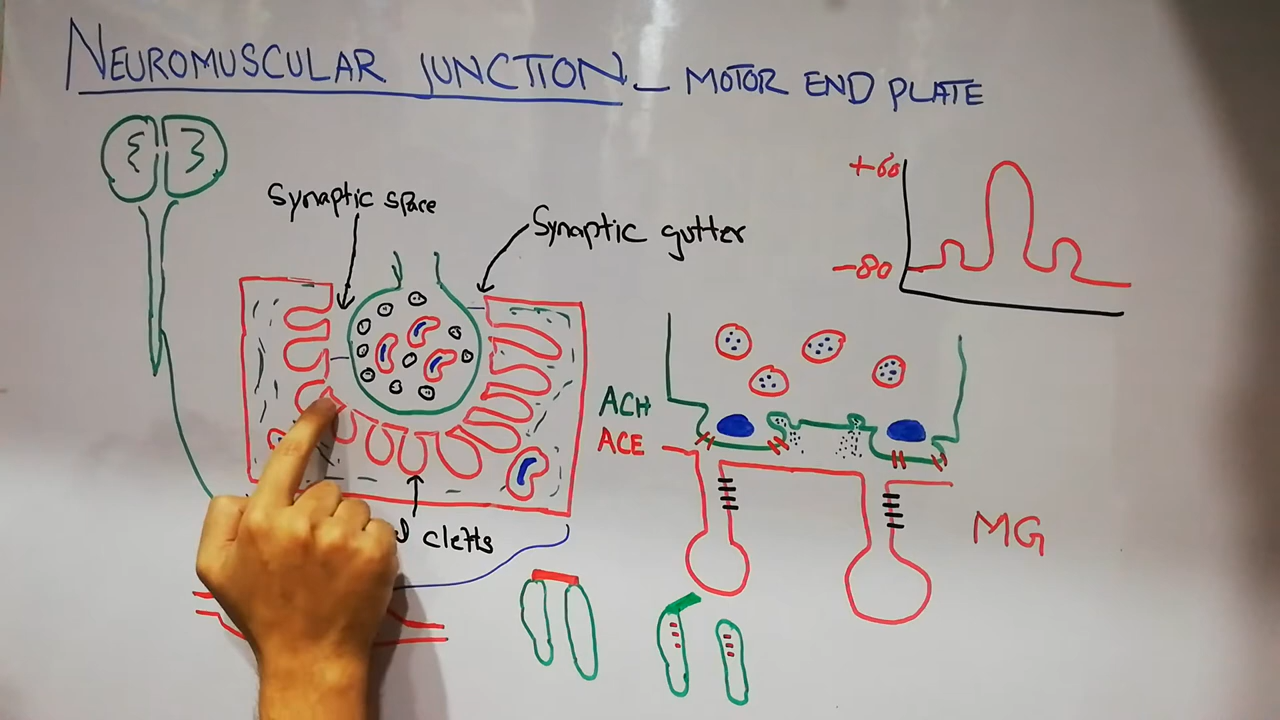 NEUROMUSCULAR JUNCTION - MOTOR END PLATE
Synaptic space
Synaptic gutter
+60
-80
ACH
ACE
clefts
MG